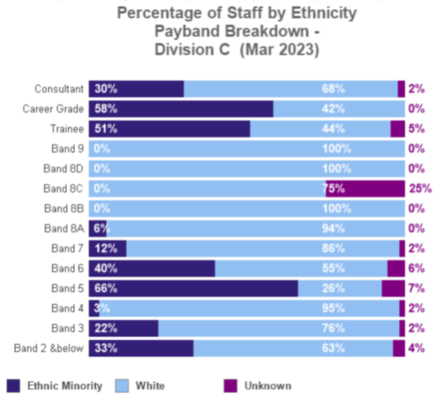 Percentage of Staff by Ethnicity
Payband Breakdown -
Division C (Mar 2023)
Consultant 30% 68% 2%
Career Grade 58% 42% 0%
Trainee 51% 44% 5%
Band 9 0% 100% 0%
Band 8D 0% 100% 0%
Band 8C 0% 75% 25%
Band 8B 0% 100% 0%
Band 8A 6% 94% 0%
Band 7 12% 86% 2%
Band 6 40% 55% 6%
Band 5 66% 26% 7%
Band 4 3% 95% 2%
Band 3 22% 76% 2%
Band 2 &below 33% 63% 4%
Ethnic Minority White Unknown